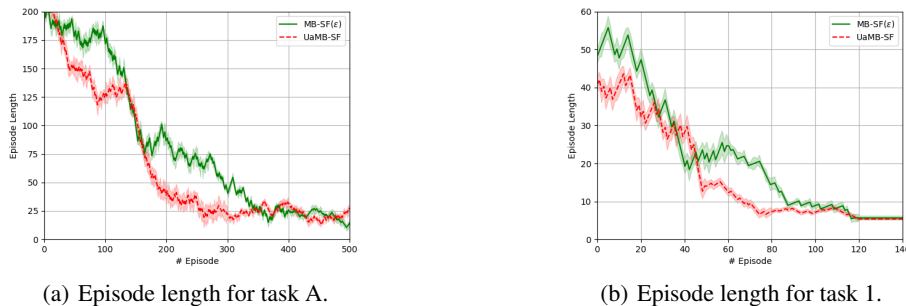 MB-SF(ε)
UaMB-SF
200
175
150
125
100
75
50
25
0
Episode Length
0 100 200 300 400 500
# Episode
(a) Episode length for task A.
MB-SF(ε)
UaMB-SF
60
50
40
30
20
10
0
Episode Length
0 20 40 60 80 100 120 140
# Episode
(b) Episode length for task 1.